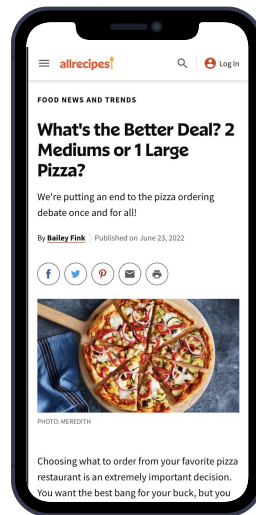 allrecipes
Log In
FOOD NEWS AND TRENDS
What's the Better Deal? 2
Mediums or 1 Large
Pizza?
We're putting an end to the pizza ordering
debate once and for all!
By Bailey Fink | Published on June 23, 2022
PHOTO: MEREDITH
Choosing what to order from your favorite pizza
restaurant is an extremely important decision.
You want the best bang for your buck, but you